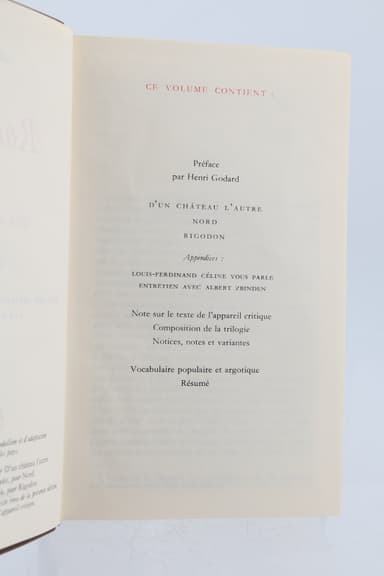 CE VOLUME CONTIENT :
Préface
par Henri Godard
D'UN CHÂTEAU L'AUTRE
NORD
RIGODON
Appendices :
LOUIS-FERDINAND CÉLINE VOUS PARLE
ENTRETIEN AVEC ALBERT ZBINDEN
Note sur le texte de l'appareil critique
Composition de la trilogie
Notices, notes et variantes
Vocabulaire populaire et argotique
Résumé